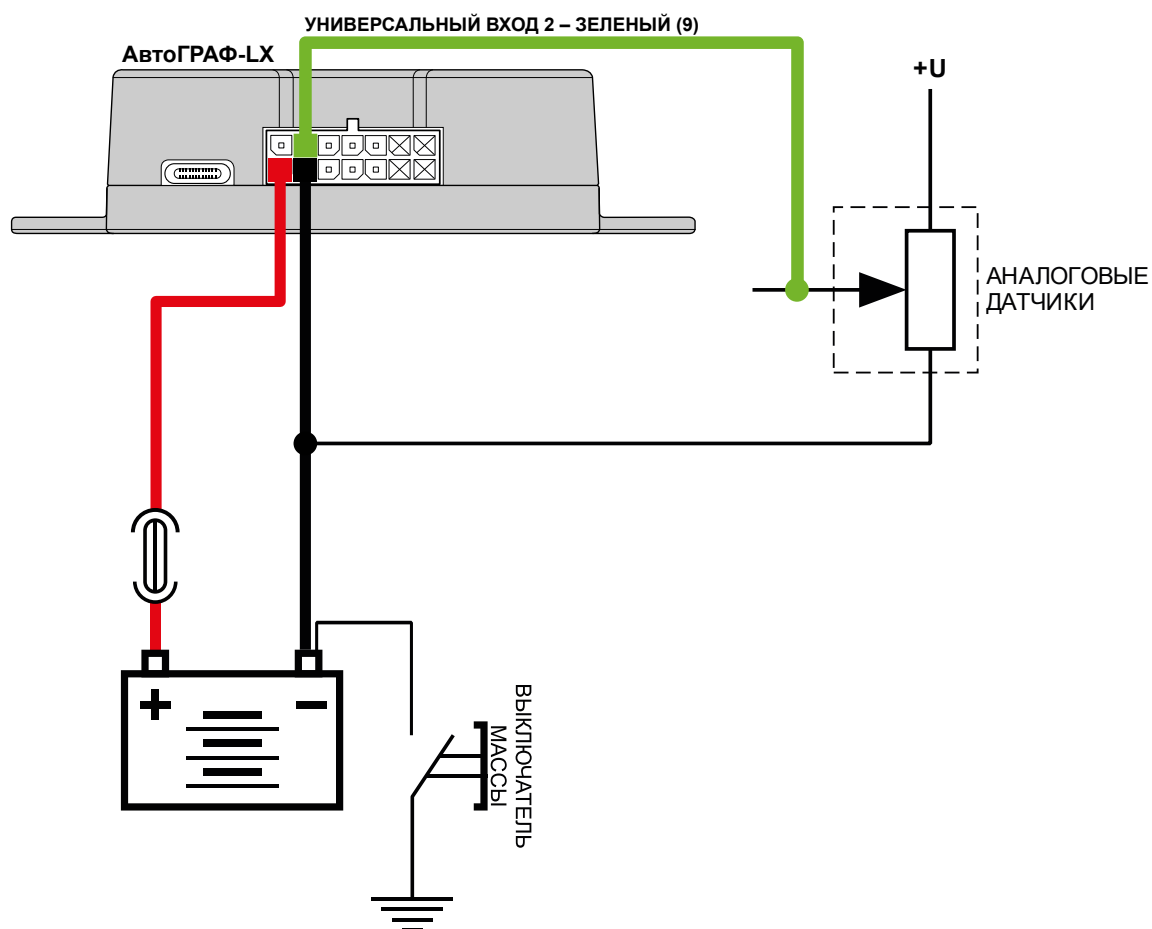 УНИВЕРСАЛЬНЫЙ ВХОД 2 – ЗЕЛЕНЫЙ (9)
АвтоГРАФ-LX
+U
АНАЛОГОВЫЕ
ДАТЧИКИ
ВЫКЛЮЧАТЕЛЬ
МАССЫ